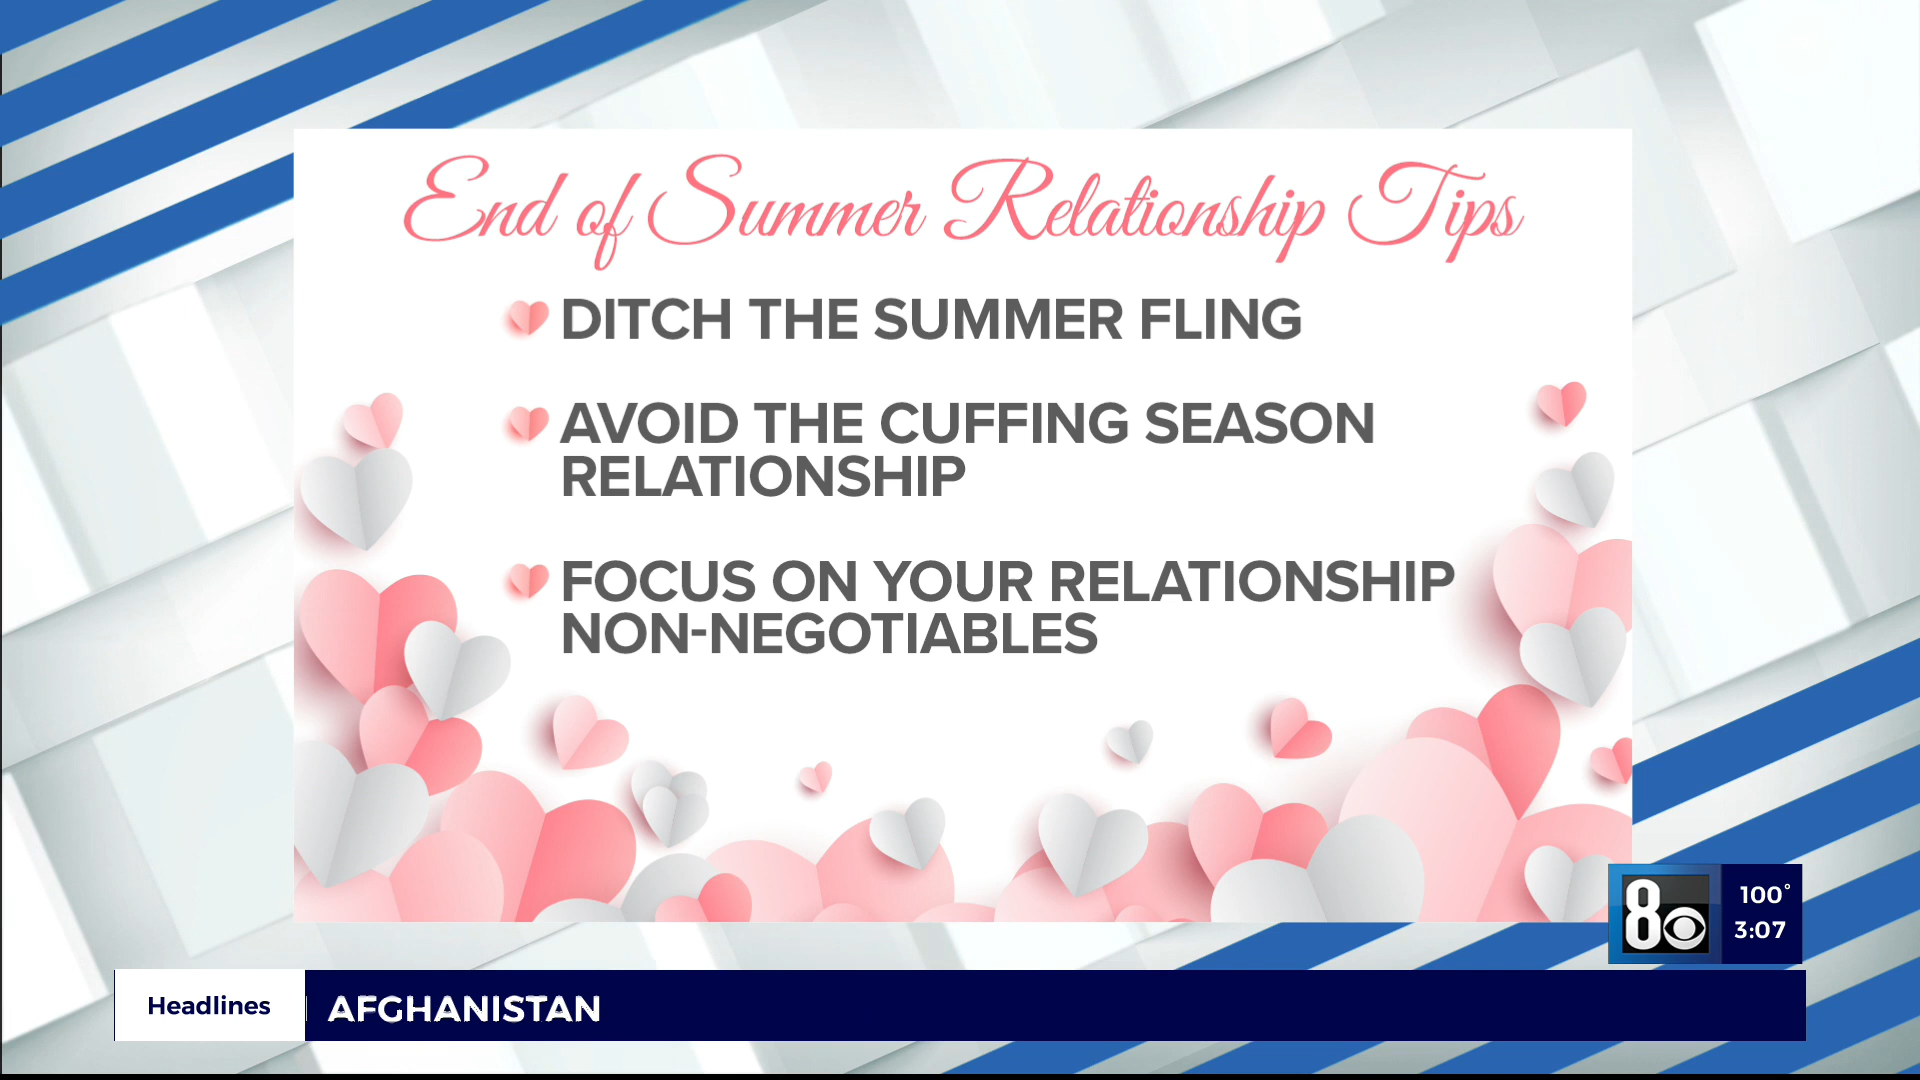 End of Summer Relationship Tips
DITCH THE SUMMER FLING
AVOID THE CUFFING SEASON
RELATIONSHIP
FOCUS ON YOUR RELATIONSHIP
NON-NEGOTIABLES
8
100°
3:07
Headlines
AFGHANISTAN